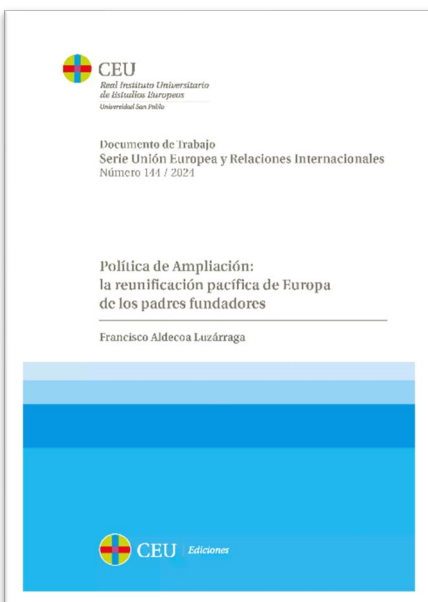 CEU
Real Instituto Universitario
de Estudios Europeos
Universidad San Pablo
Documento de Trabajo
Serie Unión Europea y Relaciones Internacionales
Número 144 / 2024
Política de Ampliación:
la reunificación pacífica de Europa
de los padres fundadores
Francisco Aldecoa Luzárraga
CEU Ediciones